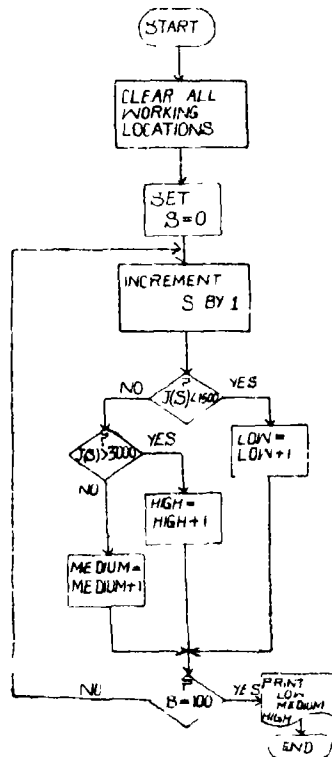 START
CLEAR ALL
WORKING
LOCATIONS
SET
S=0
INCREMENT
S BY 1
?
NO
J(S)<1500
YES
?
J(S)>3000
YES
LOW=
LOW+1
NO
HIGH=
HIGH+1
MEDIUM=
MEDIUM+1
?
NO
S=100
YES
PRINT
LOW
MEDIUM
HIGH
END